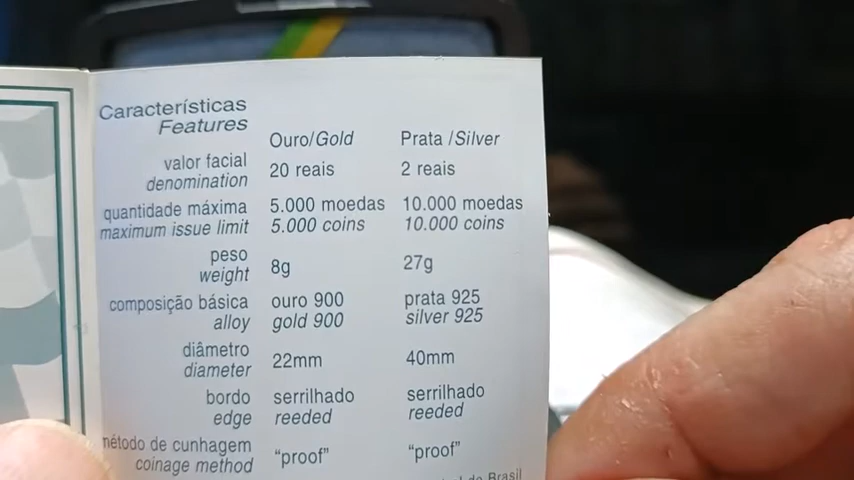 Características
Features
Ouro/Gold Prata /Silver
valor facial 20 reais 2 reais
denomination
quantidade máxima 5.000 moedas 10.000 moedas
maximum issue limit 5.000 coins 10.000 coins
peso
weight 8g 27g
composição básica ouro 900 prata 925
alloy gold 900 silver 925
diâmetro
diameter 22mm 40mm
bordo serrilhado serrilhado
edge reeded reeded
método de cunhagem
coinage method "proof" "proof"
Brasil